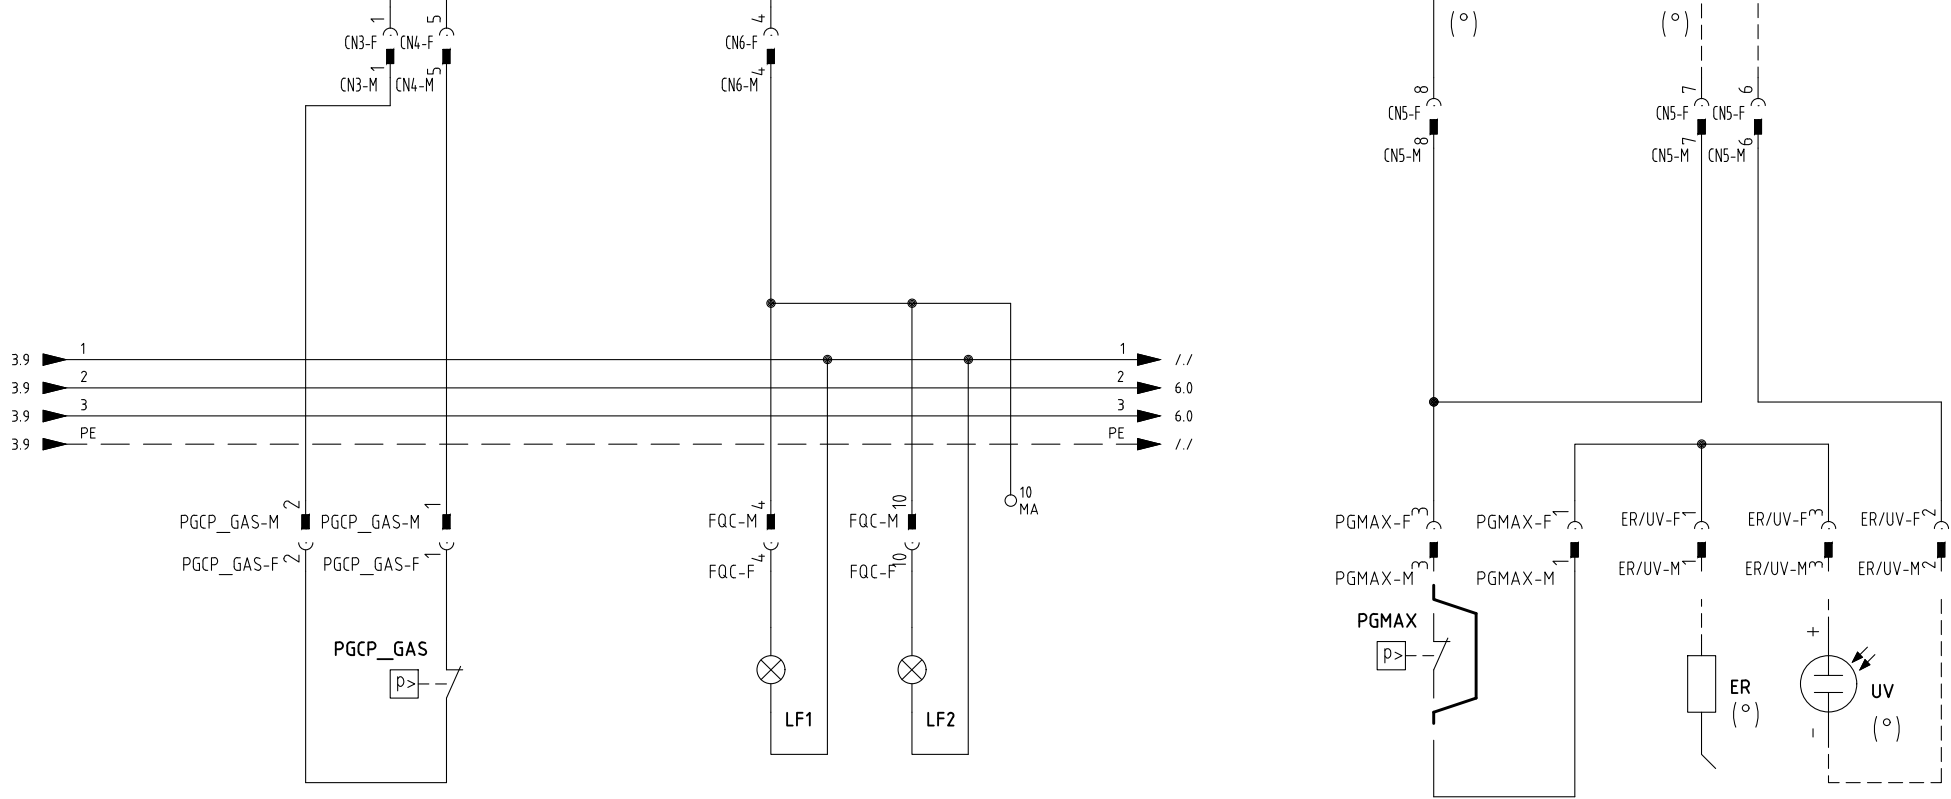 1 5 4 (°) (°)
CN3-F CN4-F CN6-F
1 5 4
CN3-M CN4-M CN6-M
8 7 6
CN5-F CN5-F CN5-F
8 7 6
CN5-M CN5-M CN5-M
3.9 1 1 /./
3.9 2 2 6.0
3.9 3 3 6.0
3.9 PE PE /./
10
MA
2 1 4 10
PGCP_GAS-M PGCP_GAS-M FQC-M FQC-M
2 1 4 10
PGCP_GAS-F PGCP_GAS-F FQC-F FQC-F
3 1 1 3 2
PGMAX-F PGMAX-F ER/UV-F ER/UV-F ER/UV-F
3 1 1 3 2
PGMAX-M PGMAX-M ER/UV-M ER/UV-M ER/UV-M
PGCP_GAS
P>
LF1
LF2
PGMAX
P>
ER
(°)
+
UV
-
(°)